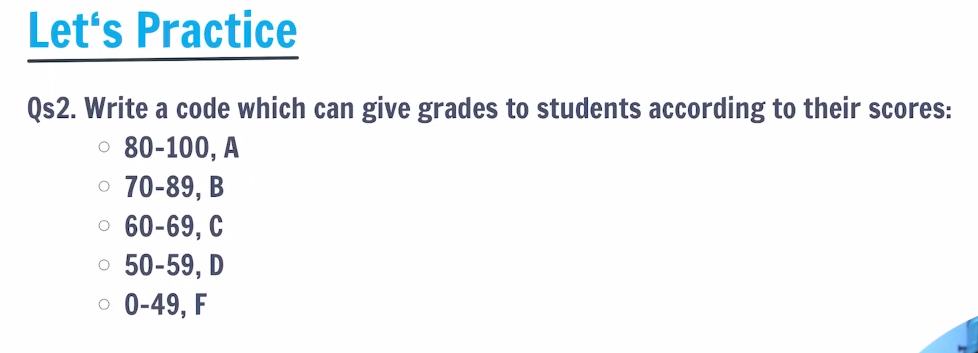 Let‘s Practice
Qs2. Write a code which can give grades to students according to their scores:
80-100, A
70-89, B
60-69, C
50-59, D
0-49, F